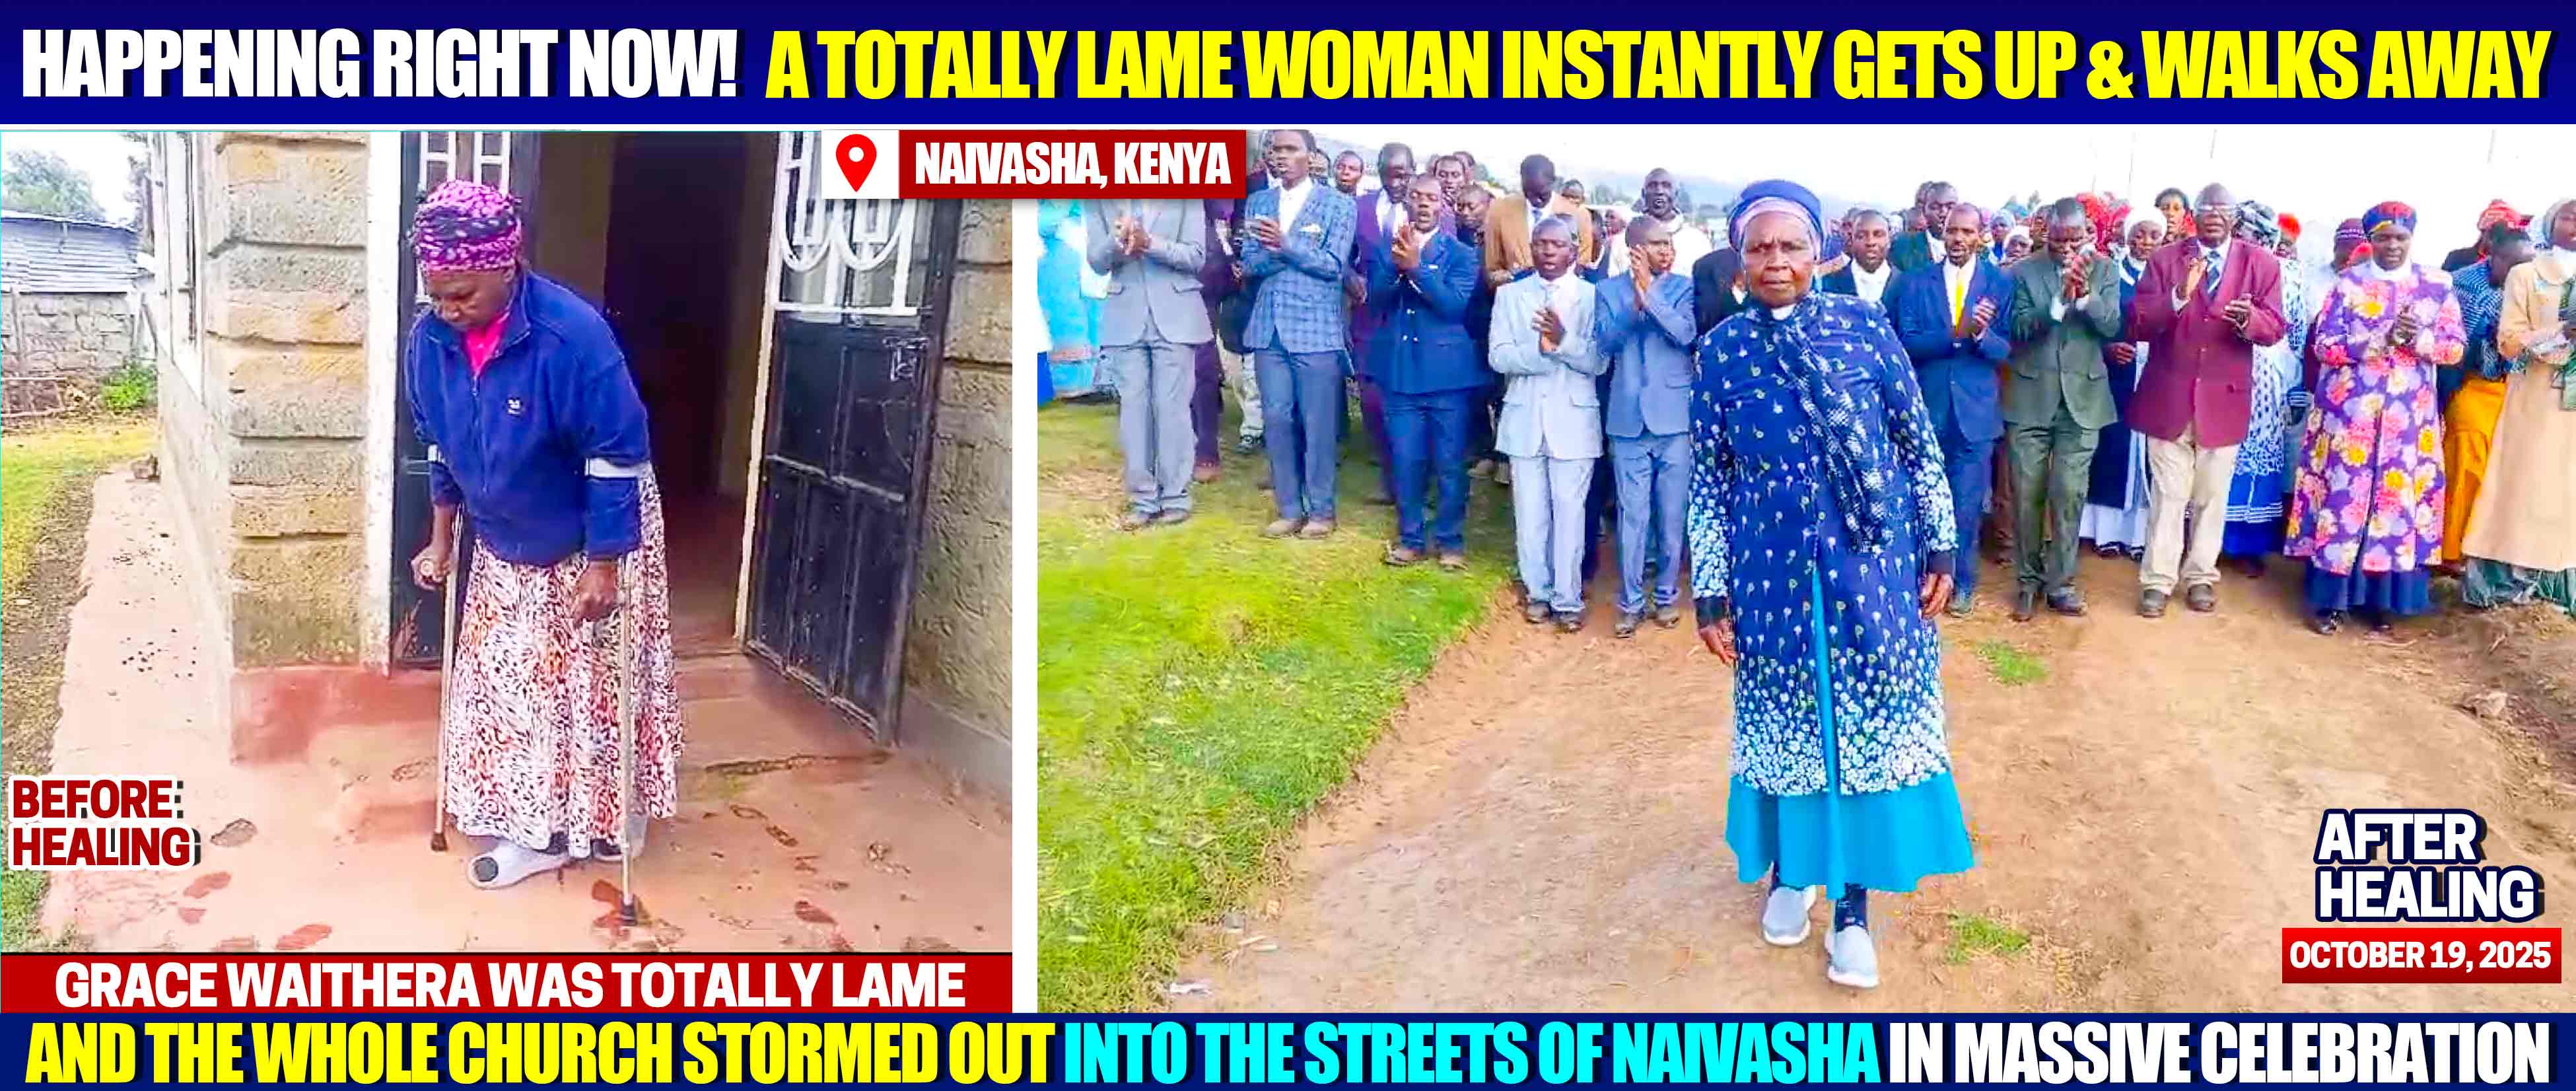 HAPPENING RIGHT NOW! A TOTALLY LAME WOMAN INSTANTLY GETS UP & WALKS AWAY
NAIVASHA, KENYA
BEFORE:
HEALING
GRACE WAITHERA WAS TOTALLY LAME
AFTER
HEALING
OCTOBER 19, 2025
AND THE WHOLE CHURCH STORMED OUT INTO THE STREETS OF NAIVASHA IN MASSIVE CELEBRATION